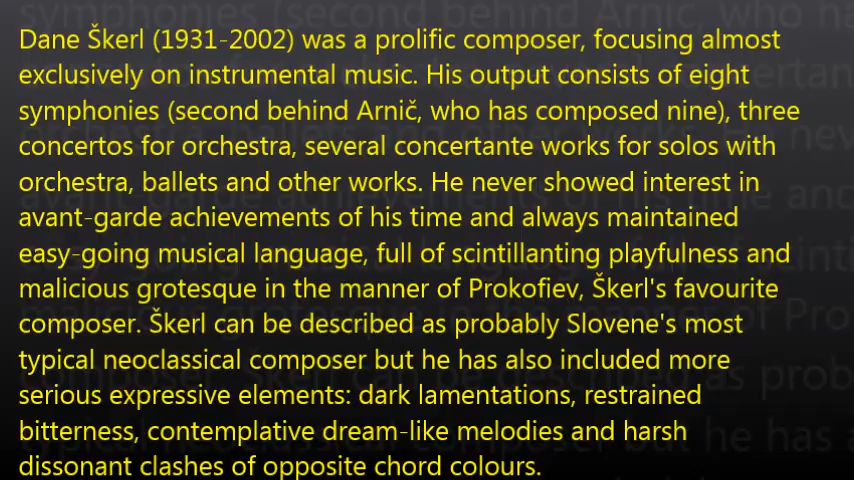 Dane Škerl (1931-2002) was a prolific composer, focusing almost
exclusively on instrumental music. His output consists of eight
symphonies (second behind Arnič, who has composed nine), three
concertos for orchestra, several concertante works for solos with
orchestra, ballets and other works. He never showed interest in
avant-garde achievements of his time and always maintained
easy-going musical language, full of scintillanting playfulness and
malicious grotesque in the manner of Prokofiev, Škerl's favourite
composer. Škerl can be described as probably Slovene's most
typical neoclassical composer but he has also included more
serious expressive elements: dark lamentations, restrained
bitterness, contemplative dream-like melodies and harsh
dissonant clashes of opposite chord colours.